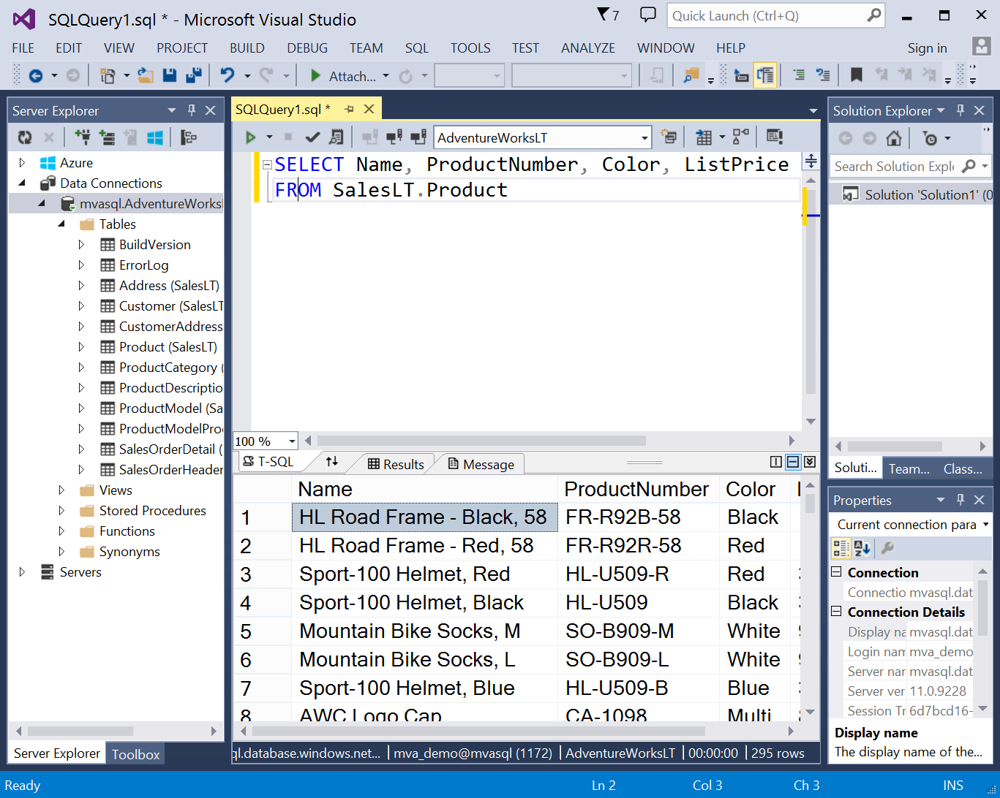 SQLQuery1.sql * - Microsoft Visual Studio
7
Quick Launch (Ctrl+Q)
FILE EDIT VIEW PROJECT BUILD DEBUG TEAM SQL TOOLS TEST ANALYZE WINDOW HELP Sign in
Attach...
Server Explorer
Azure
Data Connections
mvasql.AdventureWorks
Tables
BuildVersion
ErrorLog
Address (SalesLT)
Customer (SalesLT
CustomerAddress
Product (SalesLT)
ProductCategory (
ProductDescriptio
ProductModel (Sa
ProductModelPro
SalesOrderDetail (
SalesOrderHeader
Views
Stored Procedures
Functions
Synonyms
Servers
Server Explorer Toolbox
SQLQuery1.sql *
AdventureWorksLT
SELECT Name, ProductNumber, Color, ListPrice
FROM SalesLT.Product
100 %
T-SQL Results Message
Name ProductNumber Color
1 HL Road Frame - Black, 58 FR-R92B-58 Black
2 HL Road Frame - Red, 58 FR-R92R-58 Red
3 Sport-100 Helmet, Red HL-U509-R Red
4 Sport-100 Helmet, Black HL-U509 Black
5 Mountain Bike Socks, M SO-B909-M White
6 Mountain Bike Socks, L SO-B909-L White
7 Sport-100 Helmet, Blue HL-U509-B Blue
8 AWC Logo Cap CA-1098 Multi
ql.database.windows.net... mva_demo@mvasql (1172) AdventureWorksLT 00:00:00 295 rows
Solution Explorer
Search Solution Explo
Solution 'Solution1' (0
Soluti... Team... Class...
Properties
Current connection para
Connection
Connectio mvasql.dat
Connection Details
Display na mvasql.dat
Login nam mva_demo
Server nar mvasql.dat
Server ver 11.0.9228
Session Tr 6d7bcd16-
Display name
The display name of the...
Ready Ln 2 Col 3 Ch 3 INS